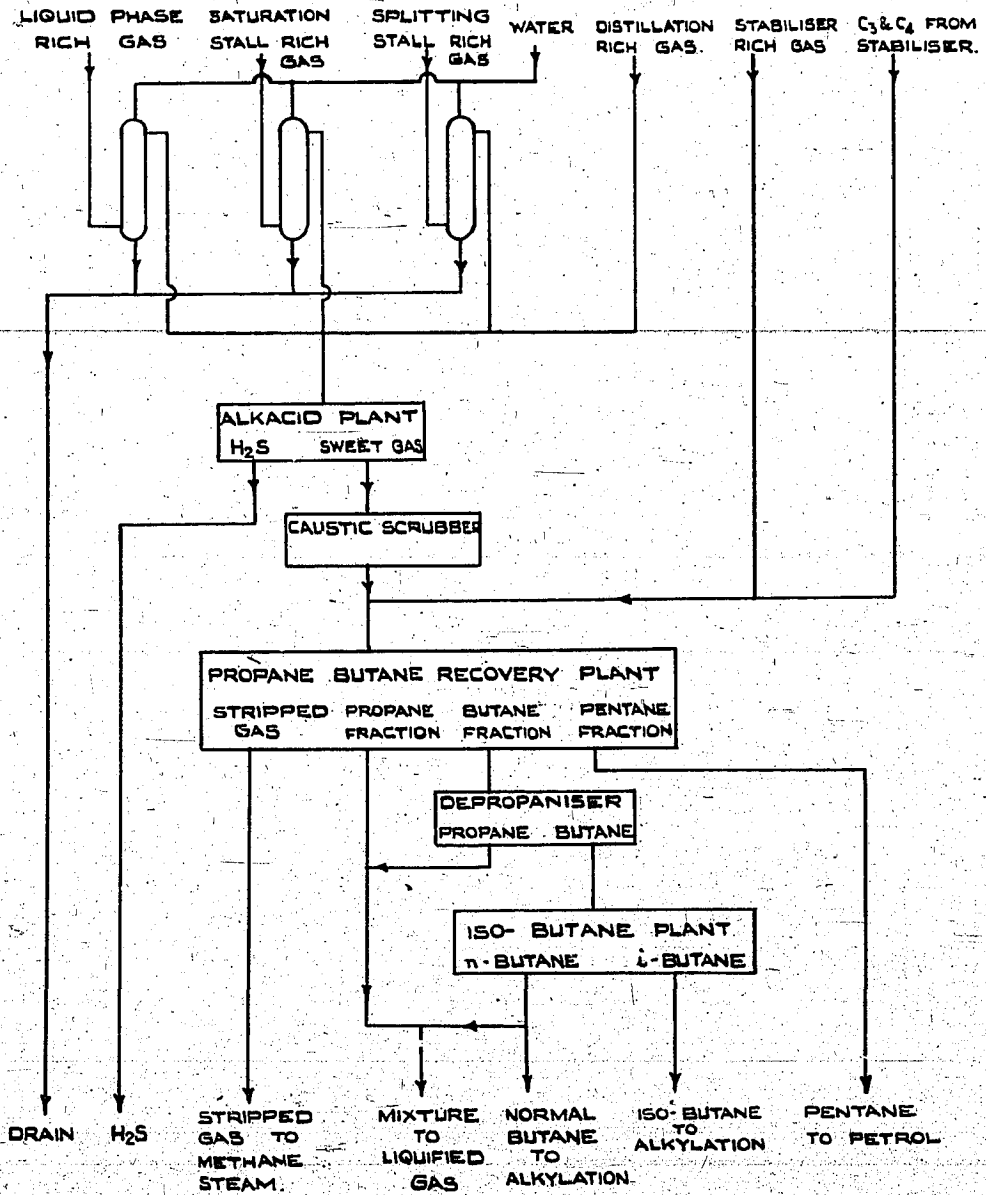 LIQUID PHASE
RICH GAS
SATURATION
STALL RICH
GAS
SPLITTING
STALL RICH
GAS
WATER
DISTILLATION
RICH GAS.
STABILISER
RICH GAS
C3 & C4 FROM
STABILISER.
ALKACID PLANT
H2S SWEET GAS
CAUSTIC SCRUBBER
PROPANE BUTANE RECOVERY PLANT
STRIPPED
GAS
PROPANE
FRACTION
BUTANE
FRACTION
PENTANE
FRACTION
DEPROPANISER
PROPANE BUTANE
ISO-BUTANE PLANT
n-BUTANE i-BUTANE
DRAIN
H2S
STRIPPED
GAS TO
METHANE
STEAM.
MIXTURE
TO
LIQUIFIED
GAS
NORMAL
BUTANE
TO
ALKYLATION
ISO-BUTANE
TO
ALKYLATION
PENTANE
TO PETROL